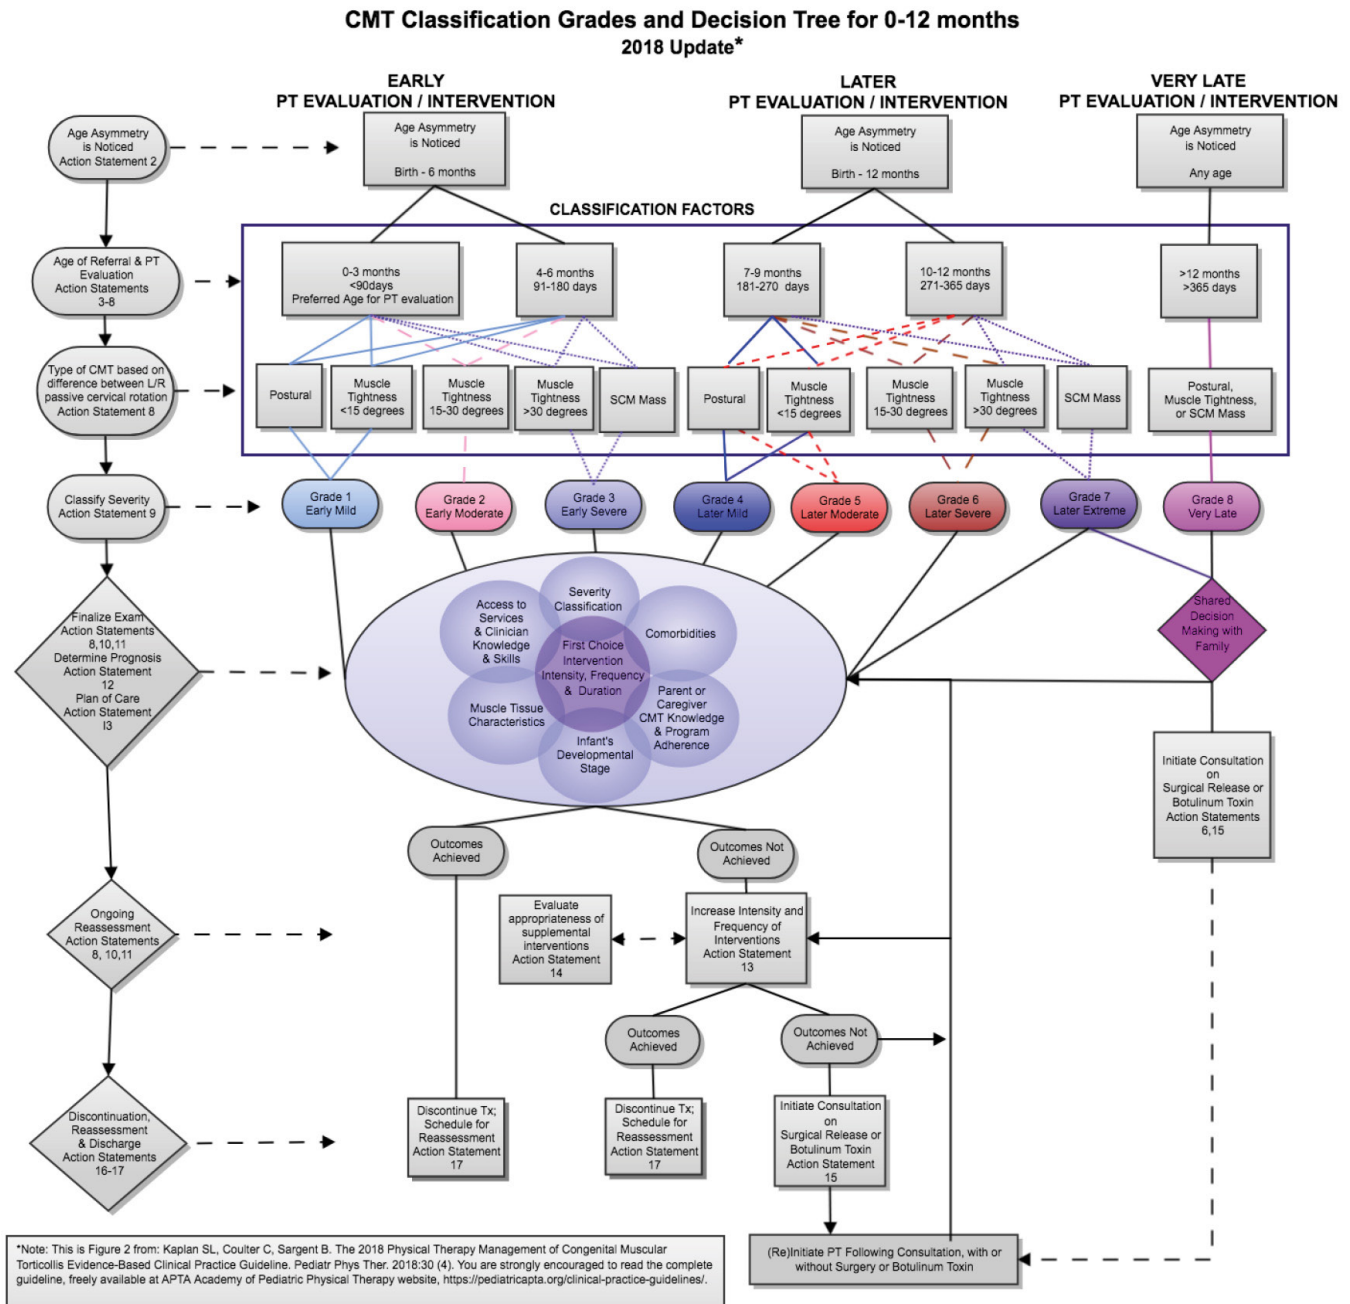 CMT Classification Grades and Decision Tree for 0-12 months
2018 Update*
EARLY
PT EVALUATION / INTERVENTION
LATER
PT EVALUATION / INTERVENTION
VERY LATE
PT EVALUATION / INTERVENTION
Age Asymmetry
is Noticed
Action Statement 2
Age Asymmetry
is Noticed
Birth - 6 months
Age Asymmetry
is Noticed
Birth - 12 months
Age Asymmetry
is Noticed
Any age
CLASSIFICATION FACTORS
Age of Referral & PT
Evaluation
Action Statements
3-8
0-3 months
<90days
Preferred Age for PT evaluation
4-6 months
91-180 days
7-9 months
181-270 days
10-12 months
271-365 days
>12 months
>365 days
Type of CMT based on
difference between L/R
passive cervical rotation
Action Statement 8
Postural
Muscle
Tightness
<15 degrees
Muscle
Tightness
15-30 degrees
Muscle
Tightness
>30 degrees
SCM Mass
Postural
Muscle
Tightness
<15 degrees
Muscle
Tightness
15-30 degrees
Muscle
Tightness
>30 degrees
SCM Mass
Postural,
Muscle Tightness,
or SCM Mass
Classify Severity
Action Statement 9
Grade 1
Early Mild
Grade 2
Early Moderate
Grade 3
Early Severe
Grade 4
Later Mild
Grade 5
Later Moderate
Grade 6
Later Severe
Grade 7
Later Extreme
Grade 8
Very Late
Finalize Exam
Action Statements
8,10,11
Determine Prognosis
Action Statement
12
Plan of Care
Action Statement
I3
Access to
Services
& Clinician
Knowledge
& Skills
Severity
Classification
Comorbidities
First Choice
Intervention
Intensity, Frequency
& Duration
Muscle Tissue
Characteristics
Infant's
Developmental
Stage
Parent or
Caregiver
CMT Knowledge
& Program
Adherence
Shared
Decision
Making with
Family
Initiate Consultation
on
Surgical Release or
Botulinum Toxin
Action Statements
6,15
Outcomes
Achieved
Outcomes Not
Achieved
Ongoing
Reassessment
Action Statements
8, 10,11
Evaluate
appropriateness of
supplemental
interventions
Action Statement
14
Increase Intensity and
Frequency of
Interventions
Action Statement
13
Outcomes
Achieved
Outcomes Not
Achieved
Discontinuation,
Reassessment
& Discharge
Action Statements
16-17
Discontinue Tx;
Schedule for
Reassessment
Action Statement
17
Discontinue Tx;
Schedule for
Reassessment
Action Statement
17
Initiate Consultation
on
Surgical Release or
Botulinum Toxin
Action Statement
15
(Re)Initiate PT Following Consultation, with or
without Surgery or Botulinum Toxin
*Note: This is Figure 2 from: Kaplan SL, Coulter C, Sargent B. The 2018 Physical Therapy Management of Congenital Muscular
Torticollis Evidence-Based Clinical Practice Guideline. Pediatr Phys Ther. 2018:30 (4). You are strongly encouraged to read the complete
guideline, freely available at APTA Academy of Pediatric Physical Therapy website, https://pediatricapta.org/clinical-practice-guidelines/.